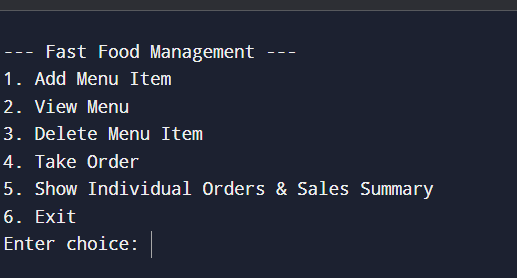 --- Fast Food Management ---
1. Add Menu Item
2. View Menu
3. Delete Menu Item
4. Take Order
5. Show Individual Orders & Sales Summary
6. Exit
Enter choice: